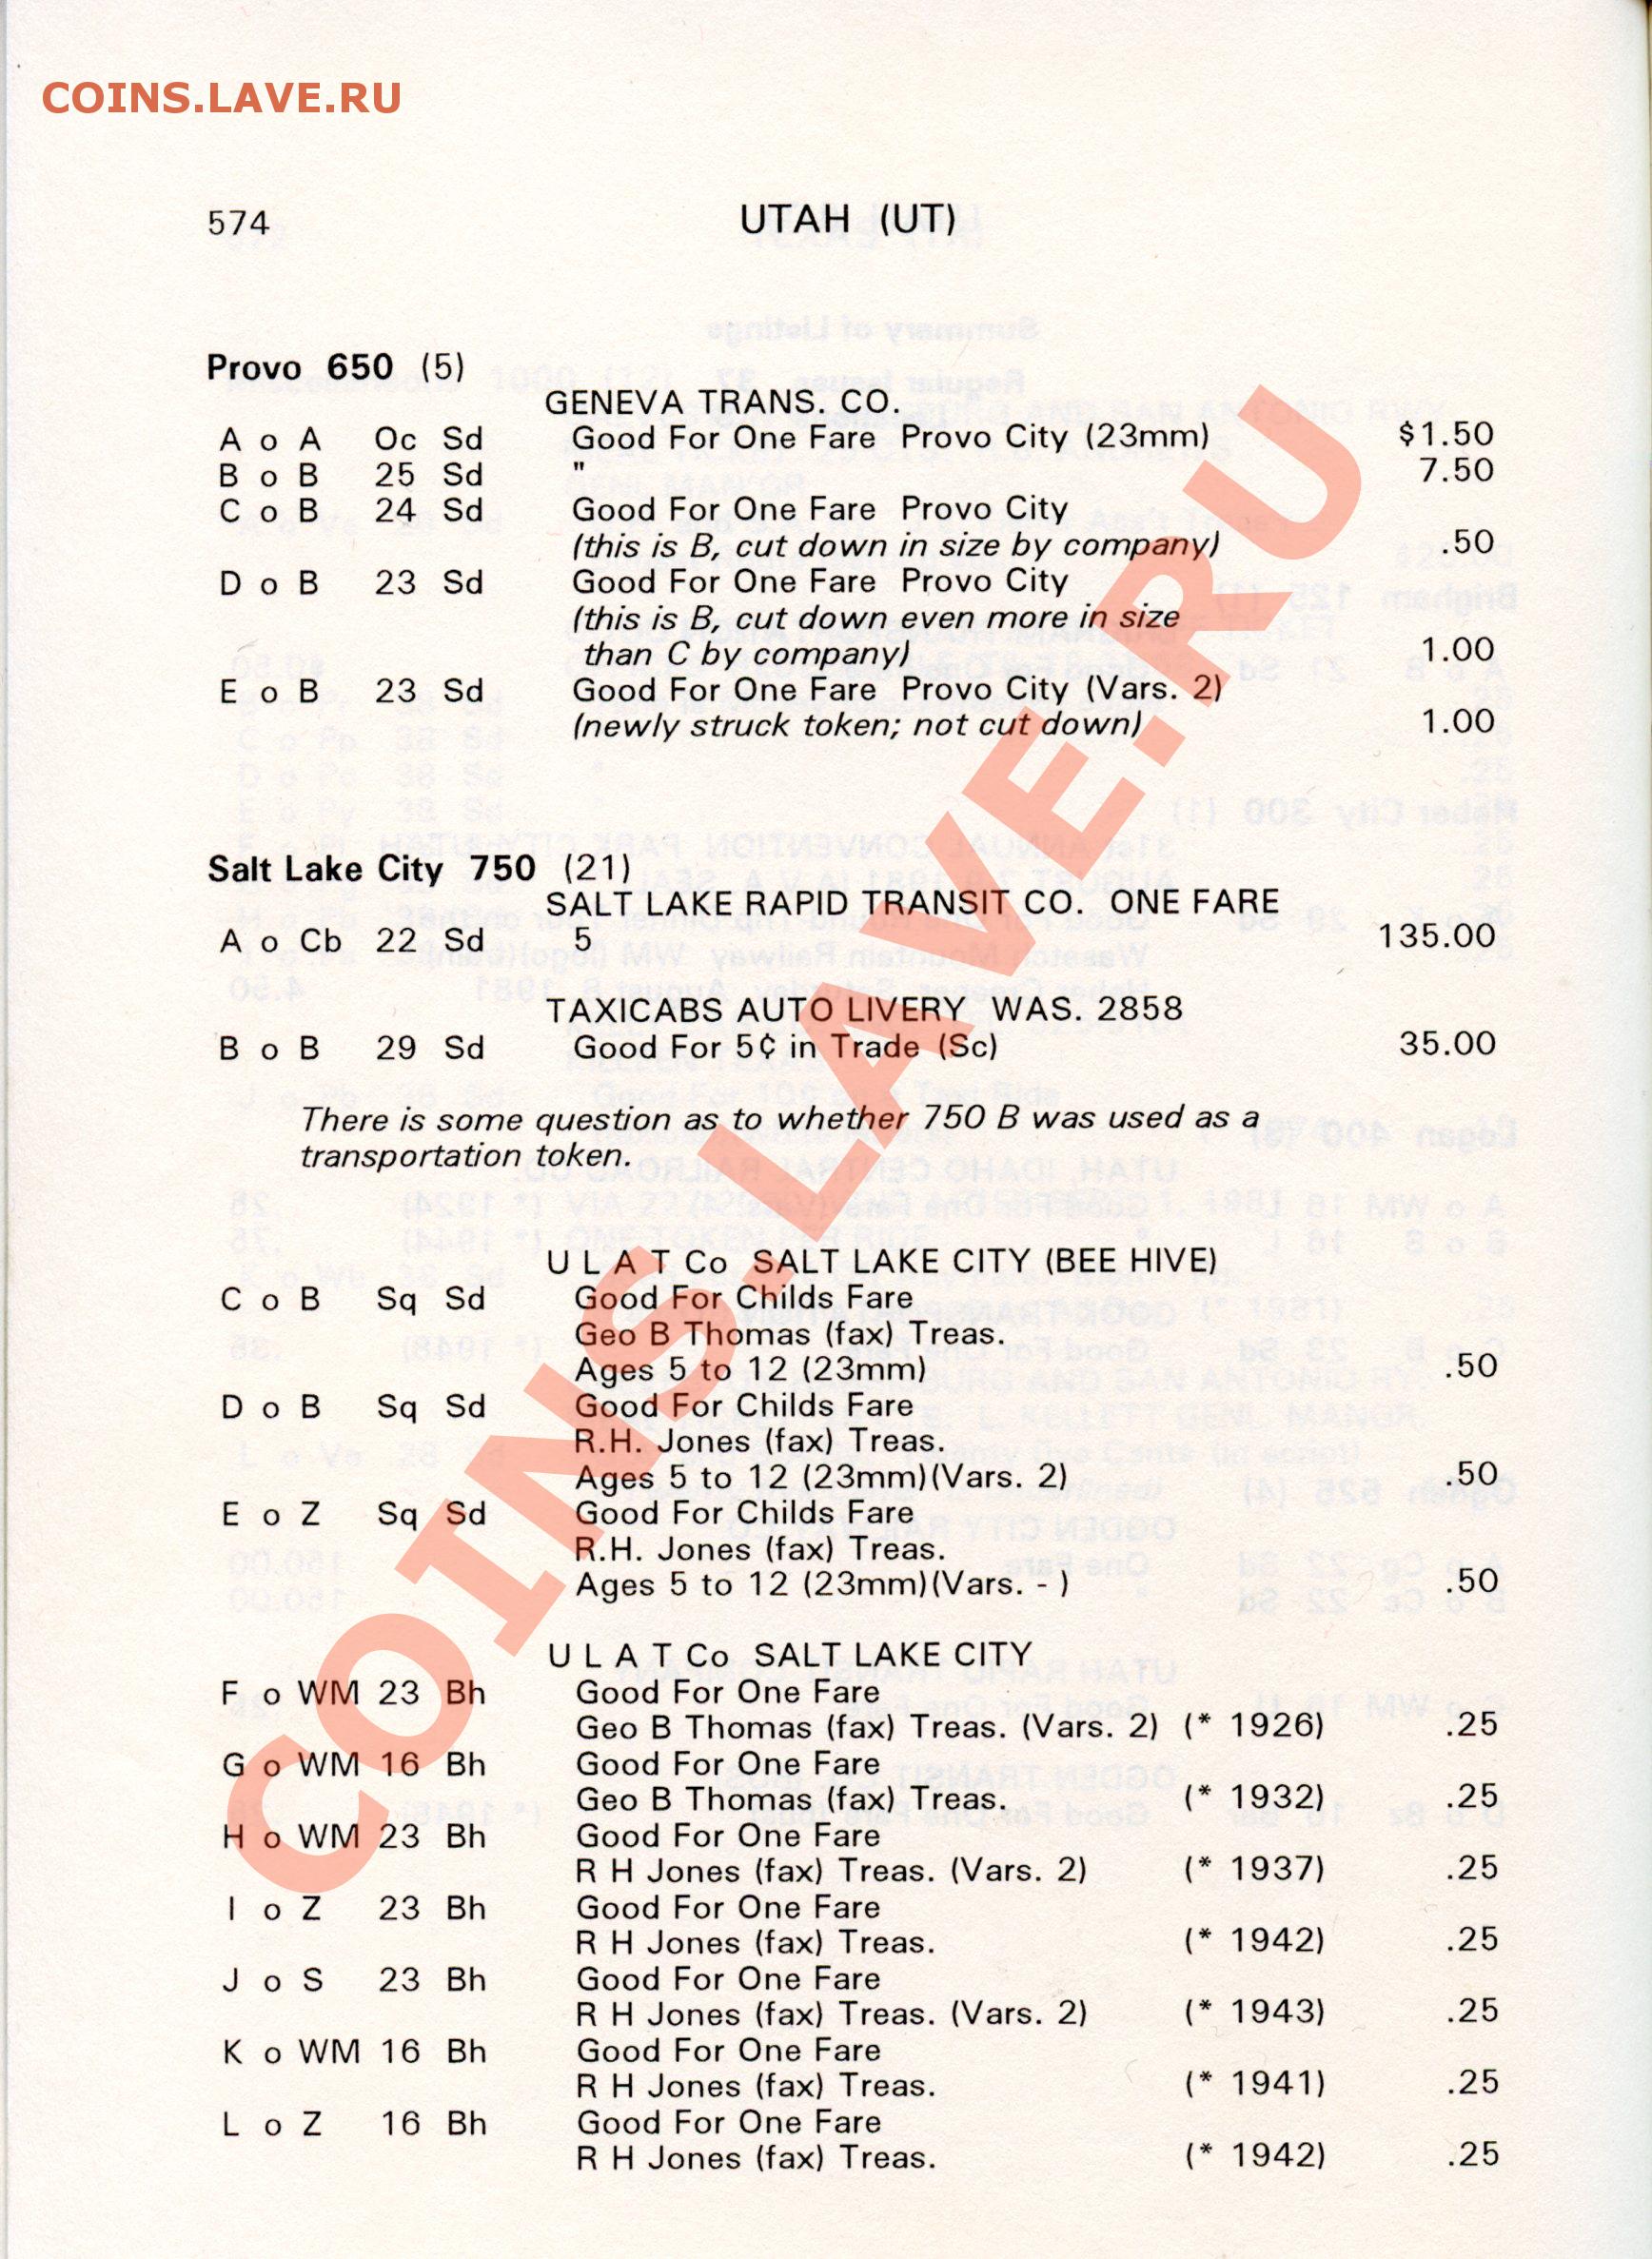 COINS.LAVE.RU
574 UTAH (UT)
Provo 650 (5)
GENEVA TRANS. CO.
A o A Oc Sd Good For One Fare Provo City (23mm) $1.50
B o B 25 Sd " 7.50
C o B 24 Sd Good For One Fare Provo City
(this is B, cut down in size by company) .50
D o B 23 Sd Good For One Fare Provo City
(this is B, cut down even more in size
than C by company) 1.00
E o B 23 Sd Good For One Fare Provo City (Vars. 2)
(newly struck token; not cut down) 1.00
Salt Lake City 750 (21)
SALT LAKE RAPID TRANSIT CO. ONE FARE
A o Cb 22 Sd 5 135.00
TAXICABS AUTO LIVERY WAS. 2858
B o B 29 Sd Good For 5¢ in Trade (Sc) 35.00
There is some question as to whether 750 B was used as a
transportation token.
U L A T Co SALT LAKE CITY (BEE HIVE)
C o B Sq Sd Good For Childs Fare
Geo B Thomas (fax) Treas.
Ages 5 to 12 (23mm) .50
D o B Sq Sd Good For Childs Fare
R.H. Jones (fax) Treas.
Ages 5 to 12 (23mm)(Vars. 2) .50
E o Z Sq Sd Good For Childs Fare
R.H. Jones (fax) Treas.
Ages 5 to 12 (23mm)(Vars. - ) .50
U L A T Co SALT LAKE CITY
F o WM 23 Bh Good For One Fare
Geo B Thomas (fax) Treas. (Vars. 2) (* 1926) .25
G o WM 16 Bh Good For One Fare
Geo B Thomas (fax) Treas. (* 1932) .25
H o WM 23 Bh Good For One Fare
R H Jones (fax) Treas. (Vars. 2) (* 1937) .25
I o Z 23 Bh Good For One Fare
R H Jones (fax) Treas. (* 1942) .25
J o S 23 Bh Good For One Fare
R H Jones (fax) Treas. (Vars. 2) (* 1943) .25
K o WM 16 Bh Good For One Fare
R H Jones (fax) Treas. (* 1941) .25
L o Z 16 Bh Good For One Fare
R H Jones (fax) Treas. (* 1942) .25
COINS.LAVE.RU